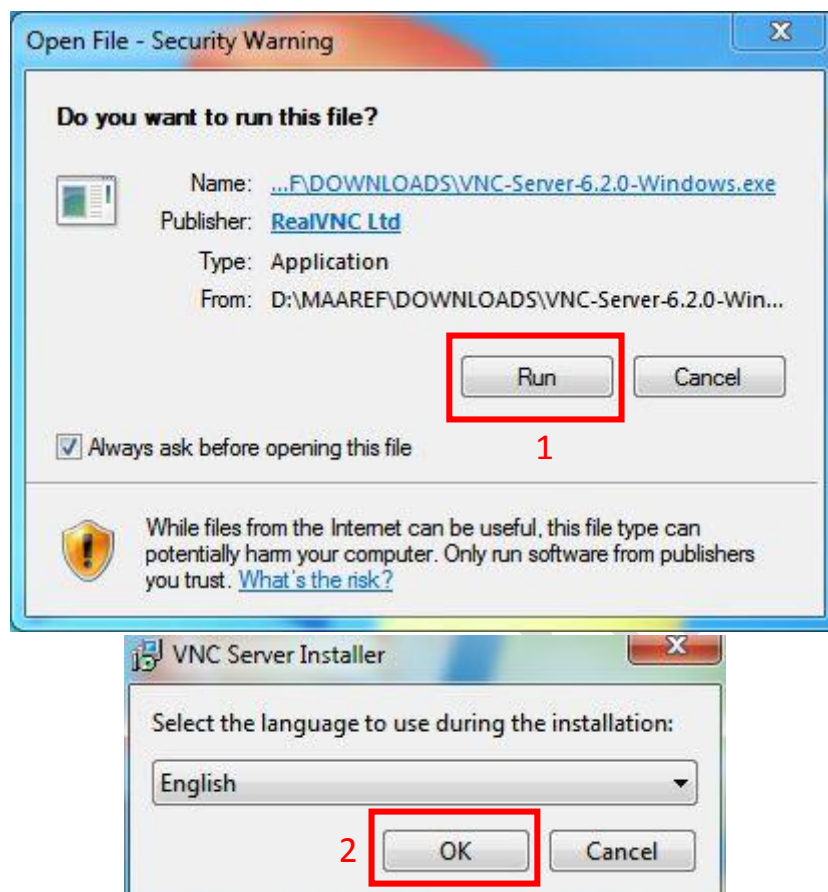 Open File - Security Warning
Do you want to run this file?
Name: ...F\DOWNLOADS\VNC-Server-6.2.0-Windows.exe
Publisher: RealVNC Ltd
Type: Application
From: D:\MAAREF\DOWNLOADS\VNC-Server-6.2.0-Win...
Run Cancel
1
Always ask before opening this file
While files from the Internet can be useful, this file type can
potentially harm your computer. Only run software from publishers
you trust. What's the risk?
VNC Server Installer
Select the language to use during the installation:
English
2 OK Cancel